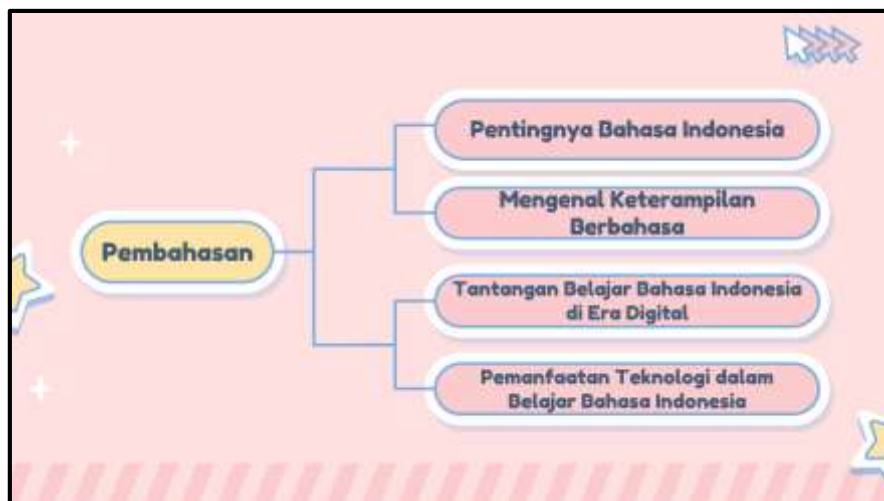 Pembahasan
Pentingnya Bahasa Indonesia
Mengenal Keterampilan
Berbahasa
Tantangan Belajar Bahasa Indonesia
di Era Digital
Pemanfaatan Teknologi dalam
Belajar Bahasa Indonesia